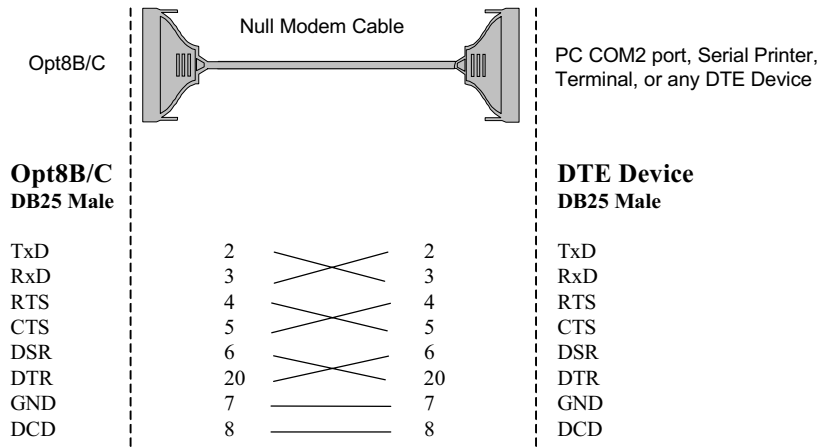 Null Modem Cable
Opt8B/C
PC COM2 port, Serial Printer,
Terminal, or any DTE Device
Opt8B/C DTE Device
DB25 Male DB25 Male
TxD 2 2 TxD
RxD 3 3 RxD
RTS 4 4 RTS
CTS 5 5 CTS
DSR 6 6 DSR
DTR 20 20 DTR
GND 7 7 GND
DCD 8 8 DCD